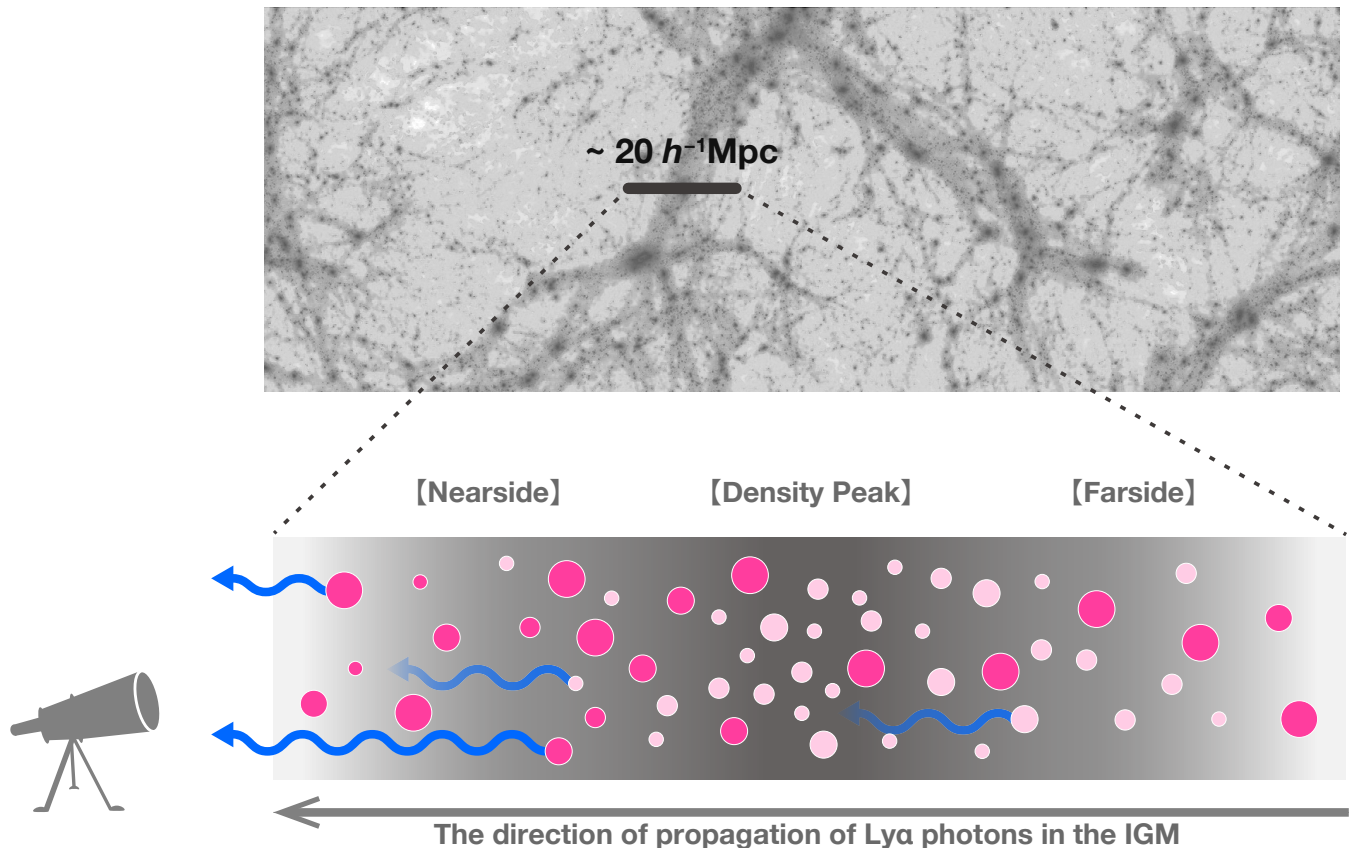 ~ 20 h⁻¹Mpc
【Nearside】 【Density Peak】 【Farside】
The direction of propagation of Lyα photons in the IGM